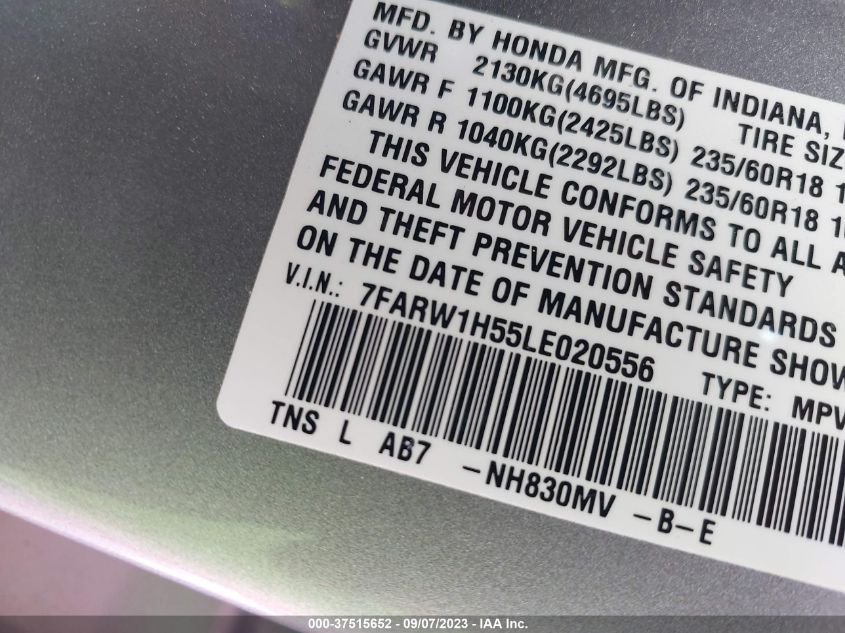 MFD. BY HONDA MFG. OF INDIANA,
GVWR 2130KG(4695LBS) TIRE
GAWR F 1100KG(2425LBS) 235/60R18
GAWR R 1040KG(2292LBS) 235/60R18
THIS VEHICLE CONFORMS TO ALL
FEDERAL MOTOR VEHICLE SAFETY
AND THEFT PREVENTION STANDARDS
ON THE DATE OF MANUFACTURE
V.I.N.: 7FARW1H55LE020556 TYPE: MPV
TNS L AB7 -NH830MV -B-E
000-37515652 - 09/07/2023 - IAA Inc.